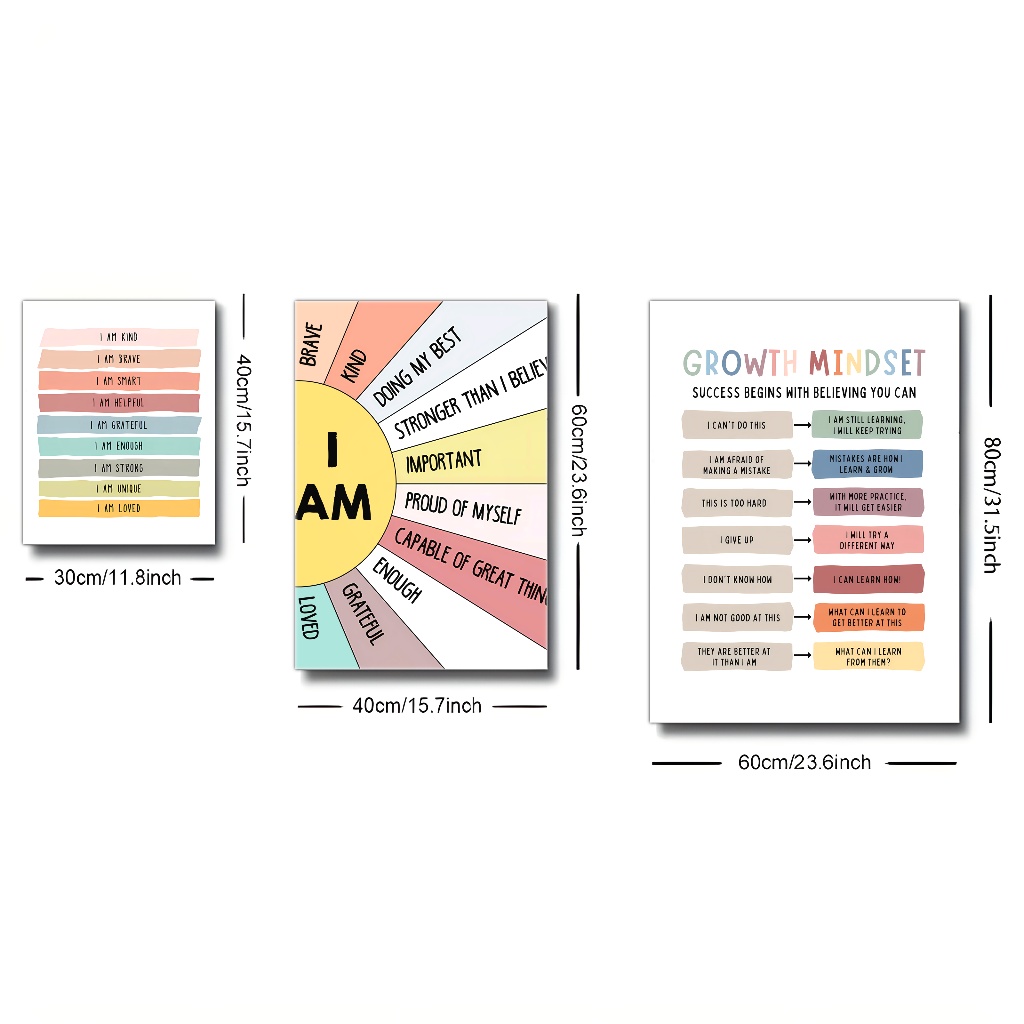 I AM KIND
I AM BRAVE
I AM SMART
I AM HELPFUL
I AM GRATEFUL
I AM ENOUGH
I AM STRONG
I AM UNIQUE
I AM LOVED
40cm/15.7inch
30cm/11.8inch
BRAVE
KIND
DOING MY BEST
STRONGER THAN I BELIEV
IMPORTANT
PROUD OF MYSELF
CAPABLE OF GREAT THIN
ENOUGH
GRATEFUL
LOVED
I
AM
60cm/23.6inch
40cm/15.7inch
GROWTH MINDSET
SUCCESS BEGINS WITH BELIEVING YOU CAN
I CAN'T DO THIS
I AM STILL LEARNING,
I WILL KEEP TRYING
I AM AFRAID OF
MAKING A MISTAKE
MISTAKES ARE HOW I
LEARN & GROW
THIS IS TOO HARD
WITH MORE PRACTICE,
IT WILL GET EASIER
I GIVE UP
I WILL TRY A
DIFFERENT WAY
I DON'T KNOW HOW
I CAN LEARN HOW!
I AM NOT GOOD AT THIS
WHAT CAN I LEARN TO
GET BETTER AT THIS
THEY ARE BETTER AT
IT THAN I AM
WHAT CAN I LEARN
FROM THEM?
80cm/31.5inch
60cm/23.6inch